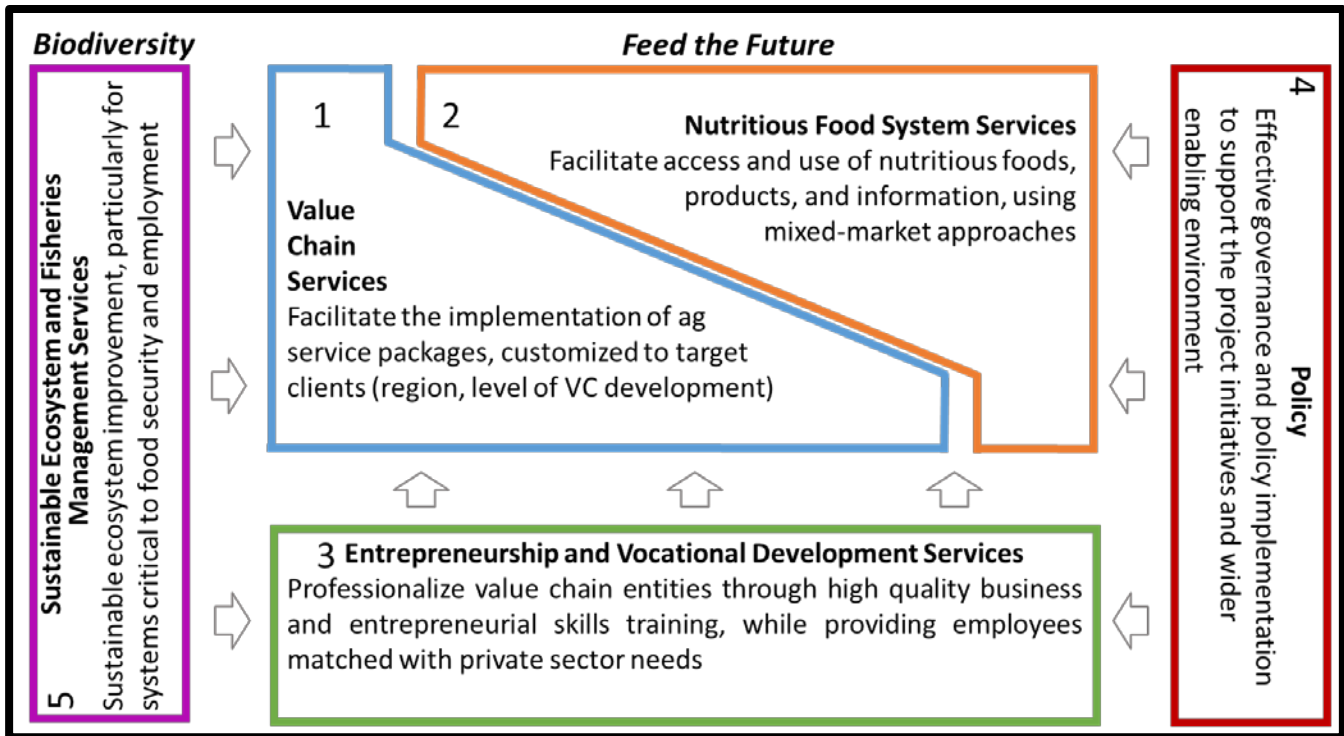 Biodiversity
Feed the Future
5
Sustainable Ecosystem and Fisheries
Management Services
Sustainable ecosystem improvement, particularly for
systems critical to food security and employment
1
Value
Chain
Services
Facilitate the implementation of ag
service packages, customized to target
clients (region, level of VC development)
2
Nutritious Food System Services
Facilitate access and use of nutritious foods,
products, and information, using
mixed-market approaches
3 Entrepreneurship and Vocational Development Services
Professionalize value chain entities through high quality business
and entrepreneurial skills training, while providing employees
matched with private sector needs
4
Policy
Effective governance and policy implementation
to support the project initiatives and wider
enabling environment